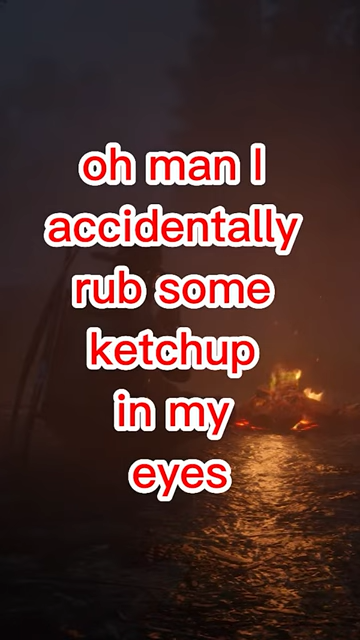 oh man I
accidentally
rub some
ketchup
in my
eyes